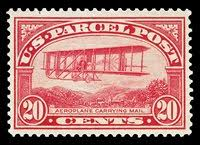 U.S. PARCEL POST
AEROPLANE CARRYING MAIL
20 20
CENTS